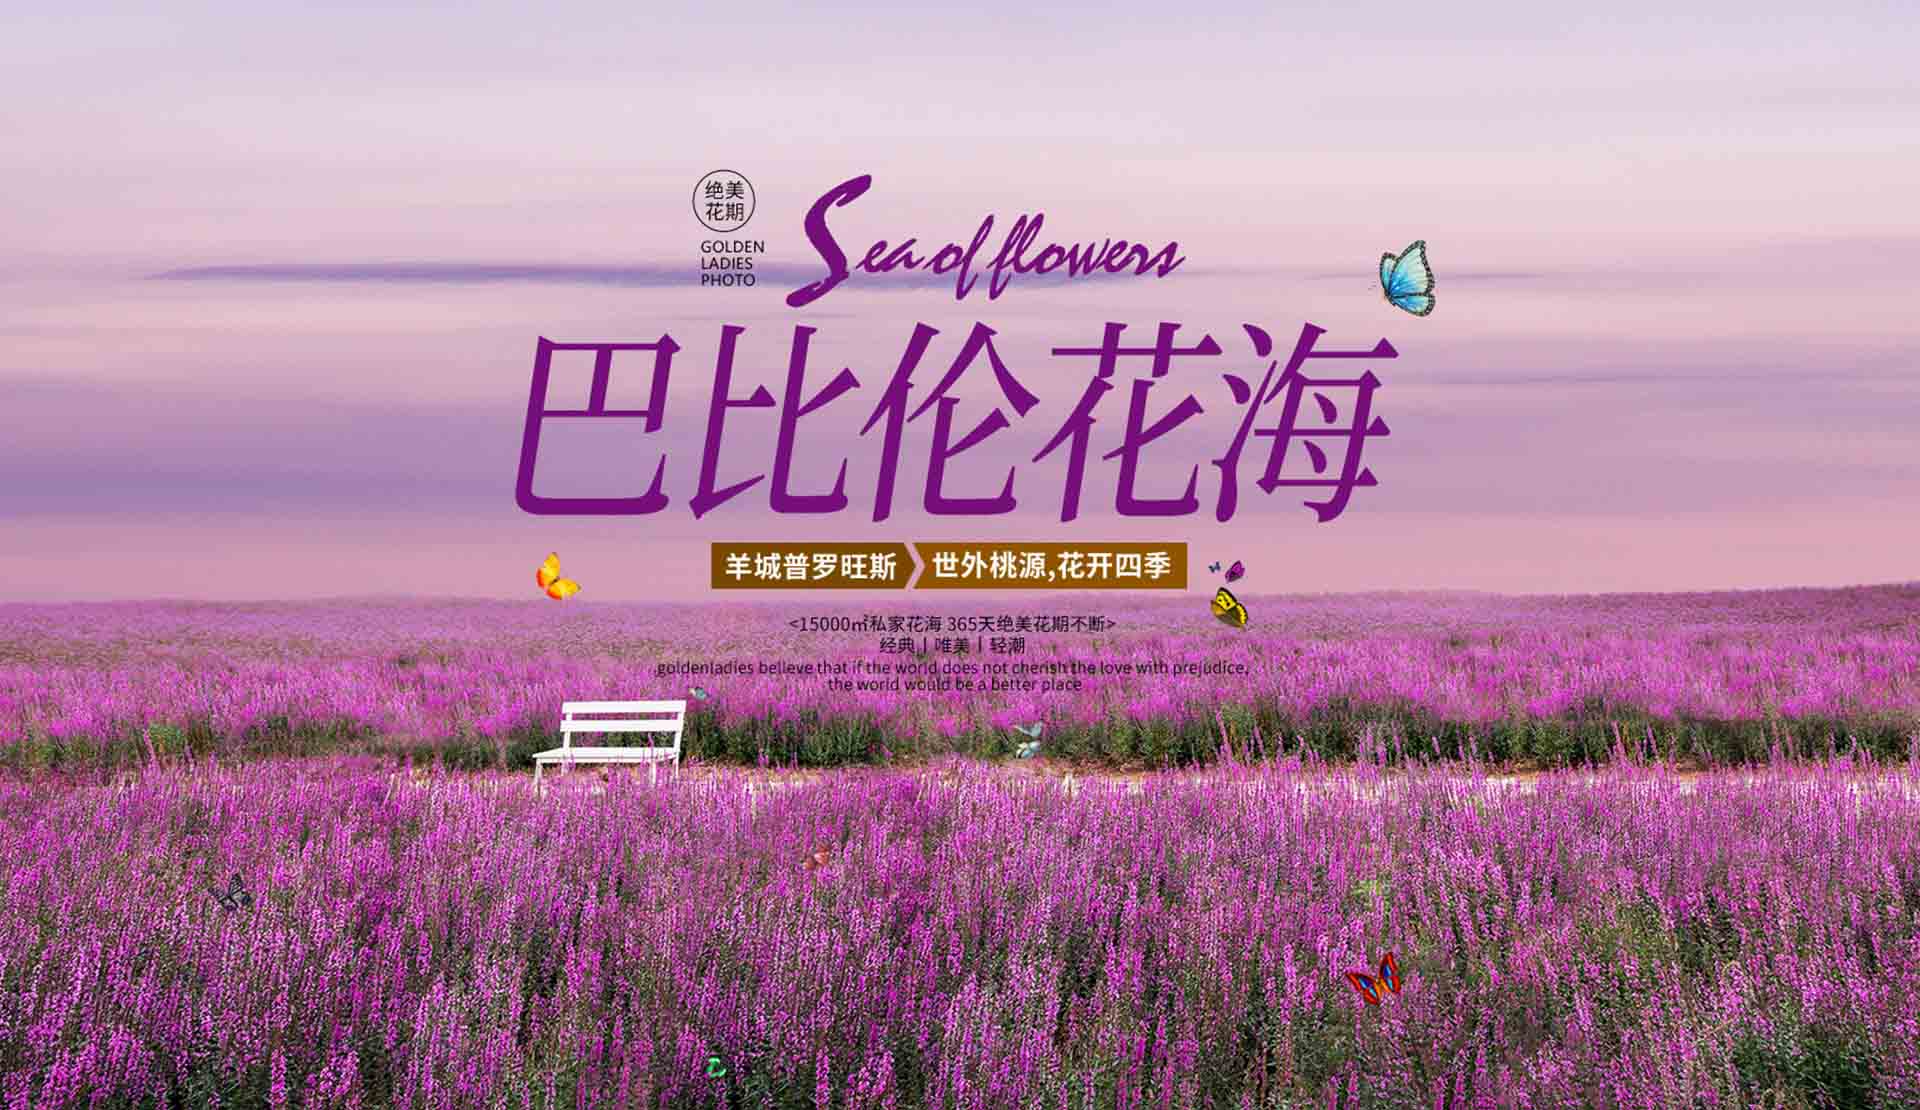 绝美
花期
GOLDEN
LADIES
PHOTO
Sea of flowers
巴比伦花海
羊城普罗旺斯 世外桃源,花开四季
<15000㎡私家花海 365天绝美花期不断>
经典丨唯美丨轻潮
goldenladies believe that if the world does not cherish the love with prejudice,
the world would be a better place